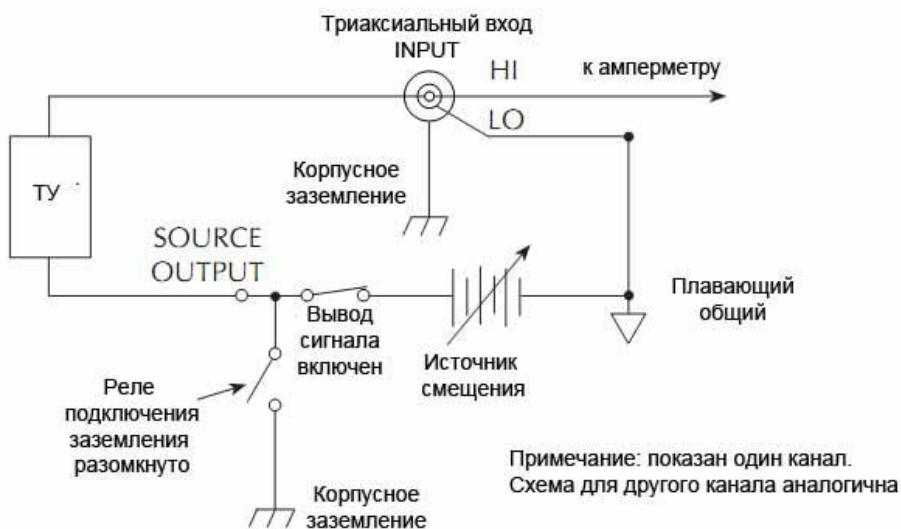 Триаксиальный вход
INPUT
HI
к амперметру
LO
Корпусное
заземление
ТУ
SOURCE
OUTPUT
Плавающий
общий
Вывод
сигнала
включен
Источник
смещения
Реле
подключения
заземления
разомкнуто
Примечание: показан один канал.
Схема для другого канала аналогична
Корпусное
заземление